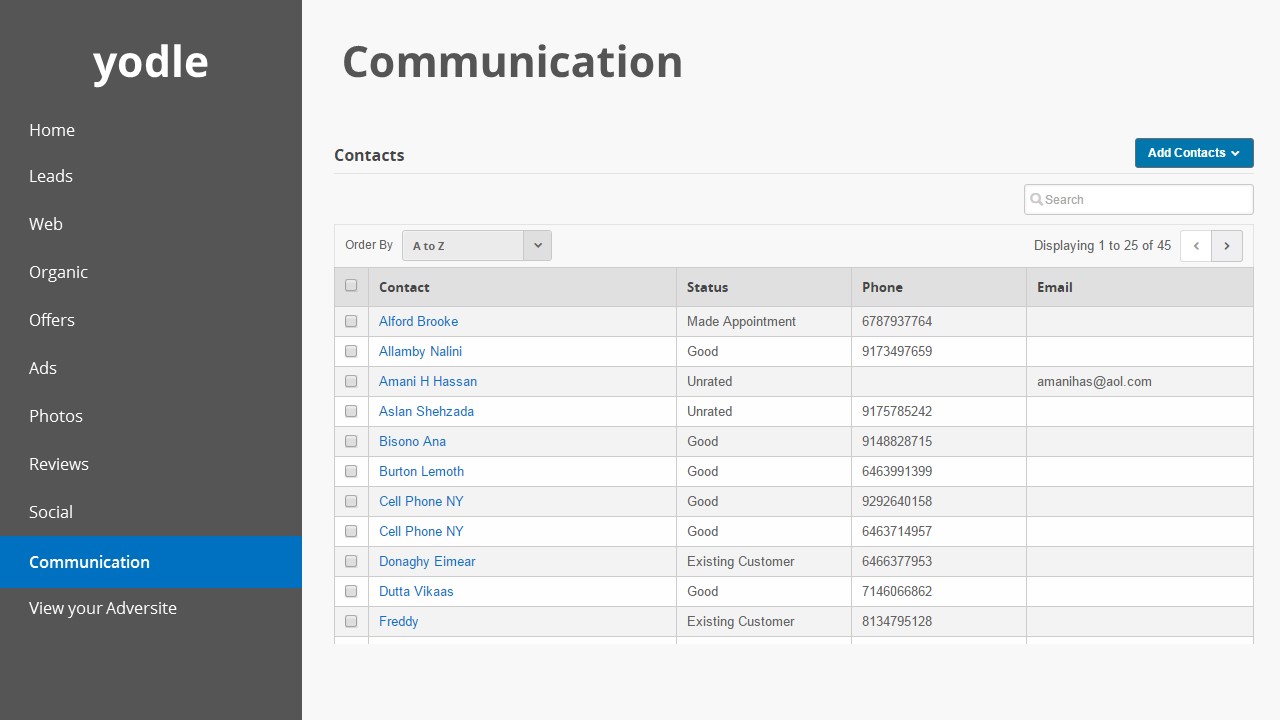 yodle
Home
Leads
Web
Organic
Offers
Ads
Photos
Reviews
Social
Communication
View your Adversite
Communication
Contacts
Add Contacts
Search
Order By A to Z Displaying 1 to 25 of 45
Contact Status Phone Email
Alford Brooke Made Appointment 6787937764
Allamby Nalini Good 9173497659
Amani H Hassan Unrated amanihas@aol.com
Aslan Shehzada Unrated 9175785242
Bisono Ana Good 9148828715
Burton Lemoth Good 6463991399
Cell Phone NY Good 9292640158
Cell Phone NY Good 6463714957
Donaghy Eimear Existing Customer 6466377953
Dutta Vikaas Good 7146066862
Freddy Existing Customer 8134795128